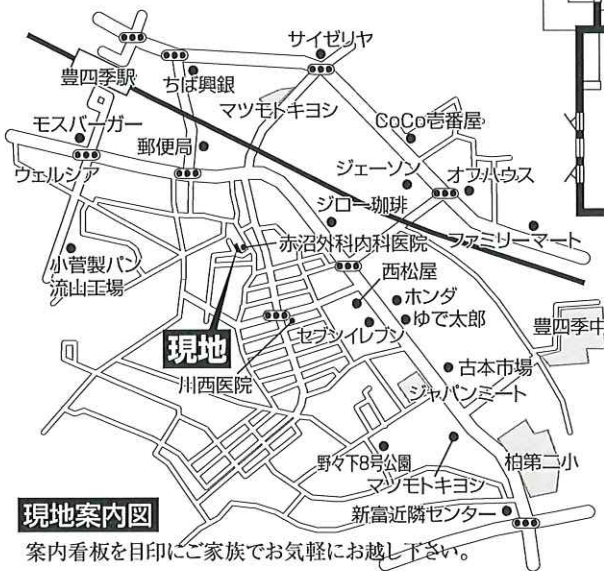 サイゼリヤ
豊四季駅
ちば興銀
マツモトキヨシ
CoCo壱番屋
モスバーガー
郵便局
ウェルシア
ジェーソン
オフハウス
ジロー珈琲
赤沼外科内科医院
ファミリーマート
小菅製パン
流山工場
西松屋
ホンダ
ゆで太郎
豊四季中
現地
セブンイレブン
川西医院
古本市場
ジャパンミート
野々下8号公園
マツモトキヨシ
柏第二小
新富近隣センター
現地案内図
案内看板を目印にご家族でお気軽にお越し下さい。